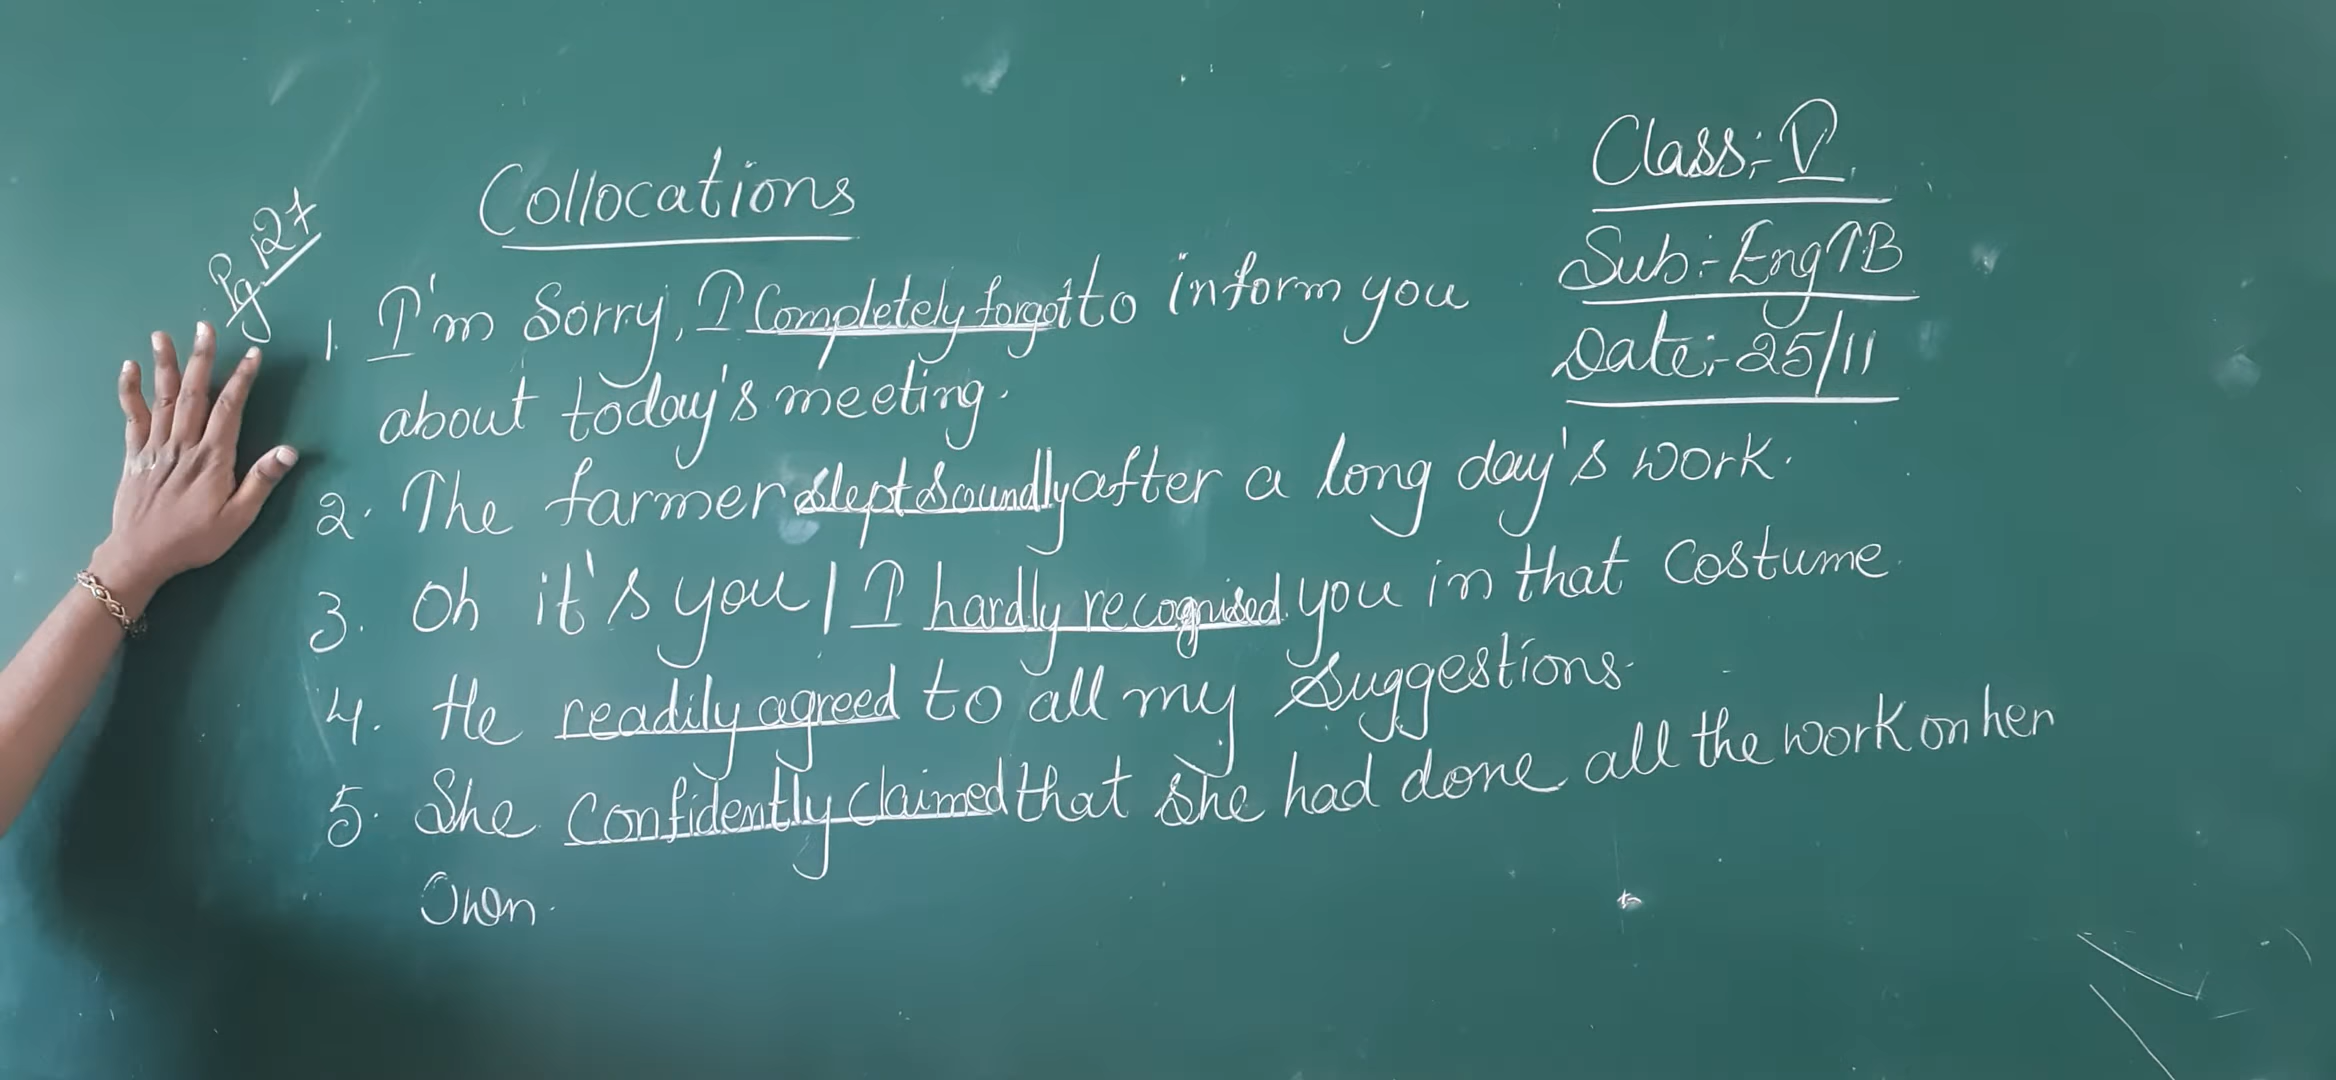 Class:- V
Sub:- Eng TB
Date:- 25/11
Pg 127
Collocations
1. I'm Sorry, I Completely forgot to inform you
about today's meeting.
2. The farmer slept soundly after a long day's work.
3. Oh it's you! I hardly recognised you in that costume.
4. He readily agreed to all my suggestions.
5. She confidently claimed that she had done all the work on her
Own.